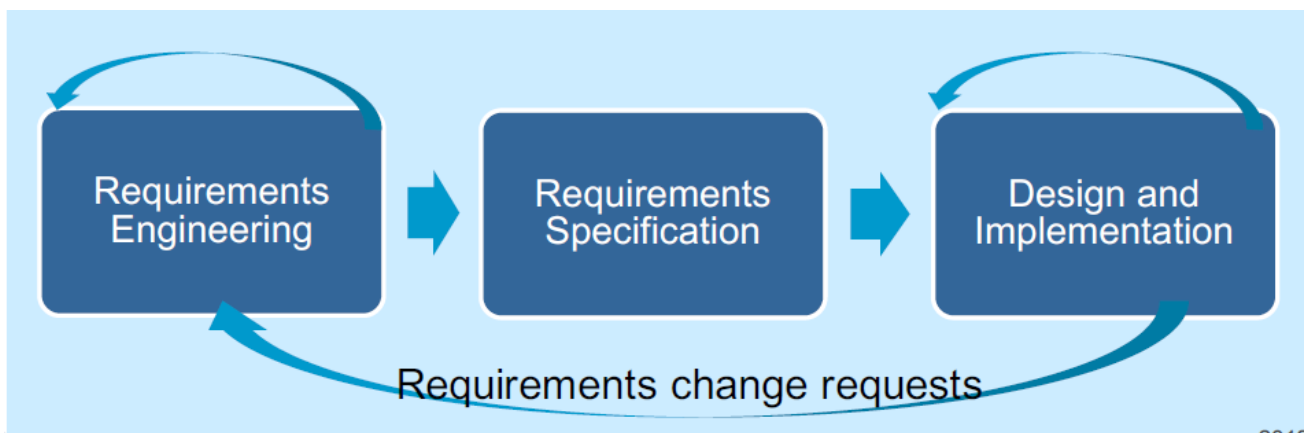 Requirements
Engineering
Requirements
Specification
Design and
Implementation
Requirements change requests